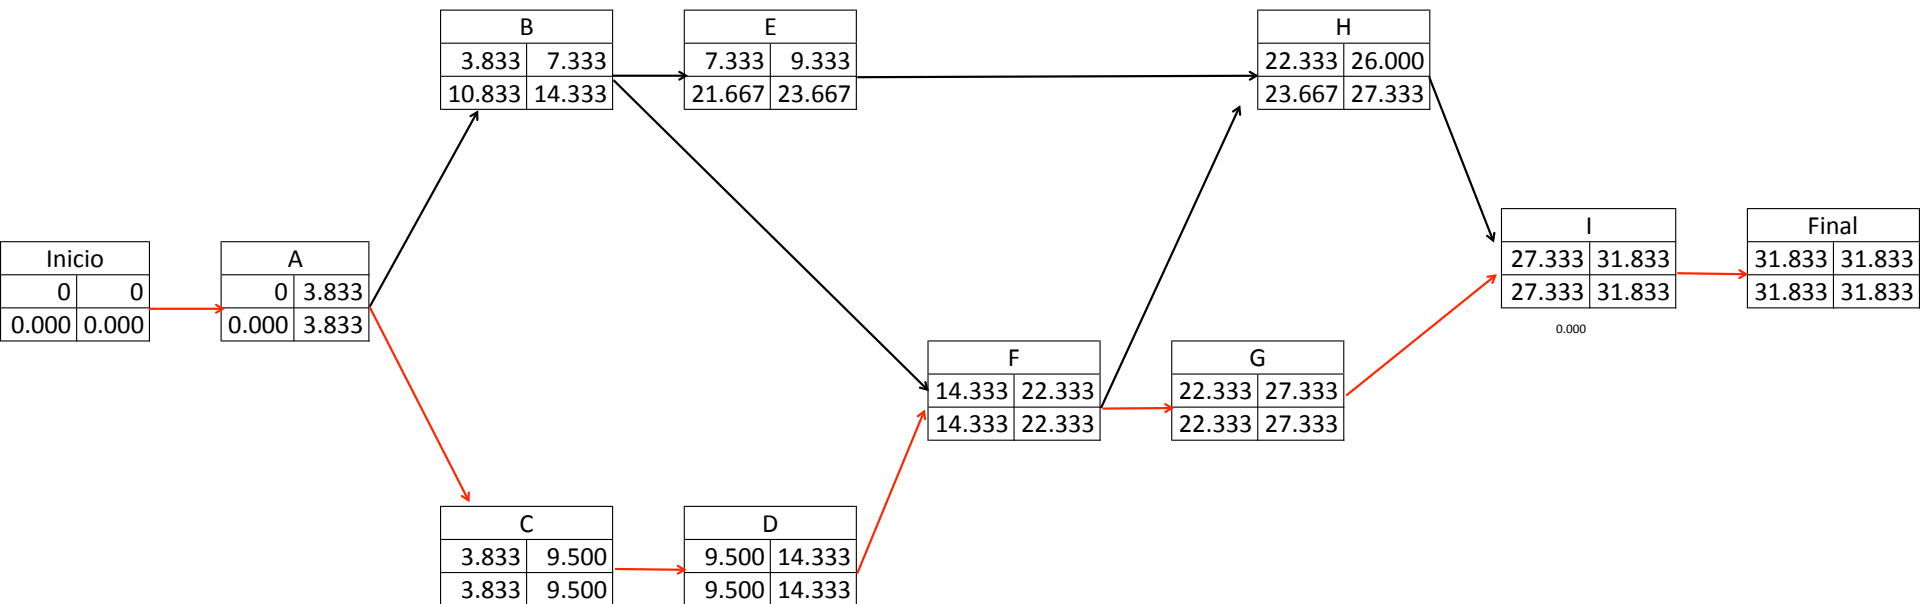 B
3.833 7.333
10.833 14.333
E
7.333 9.333
21.667 23.667
H
22.333 26.000
23.667 27.333
Inicio
0 0
0.000 0.000
A
0 3.833
0.000 3.833
I
27.333 31.833
27.333 31.833
0.000
Final
31.833 31.833
31.833 31.833
F
14.333 22.333
14.333 22.333
G
22.333 27.333
22.333 27.333
C
3.833 9.500
3.833 9.500
D
9.500 14.333
9.500 14.333